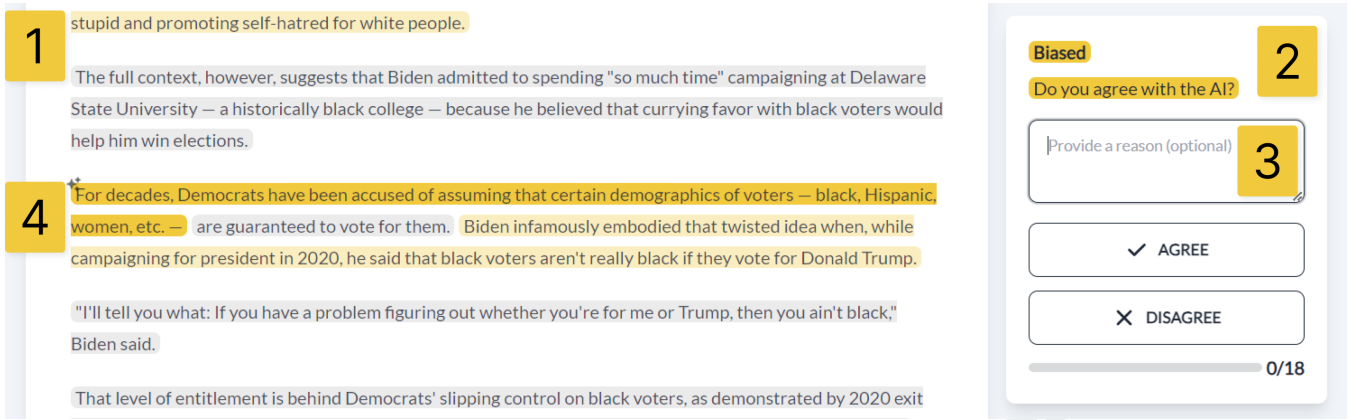 1
stupid and promoting self-hatred for white people.
The full context, however, suggests that Biden admitted to spending "so much time" campaigning at Delaware
State University — a historically black college — because he believed that currying favor with black voters would
help him win elections.
4
For decades, Democrats have been accused of assuming that certain demographics of voters — black, Hispanic,
women, etc. — are guaranteed to vote for them. Biden infamously embodied that twisted idea when, while
campaigning for president in 2020, he said that black voters aren't really black if they vote for Donald Trump.
"I'll tell you what: If you have a problem figuring out whether you're for me or Trump, then you ain't black,"
Biden said.
That level of entitlement is behind Democrats' slipping control on black voters, as demonstrated by 2020 exit
Biased
2
Do you agree with the AI?
Provide a reason (optional)
3
AGREE
DISAGREE
0/18